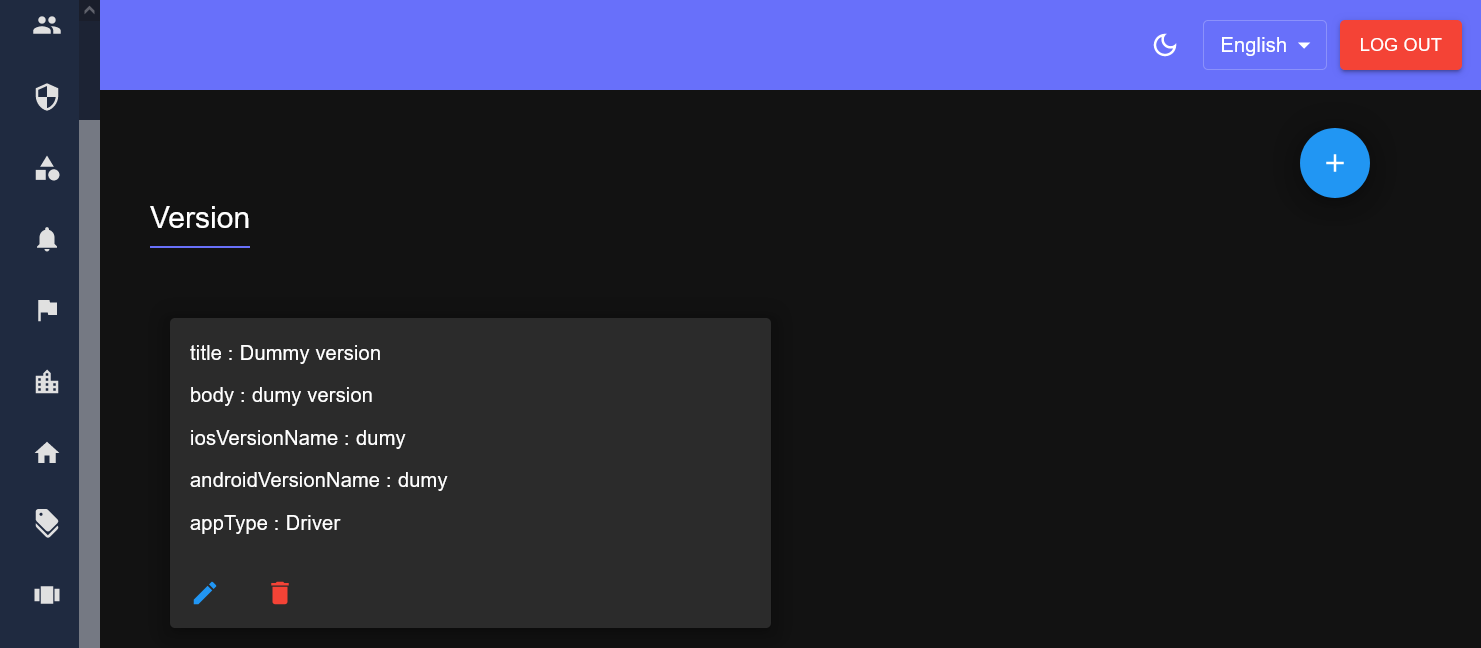 English
LOG OUT
Version
title : Dummy version
body : dumy version
iosVersionName : dumy
androidVersionName : dumy
appType : Driver